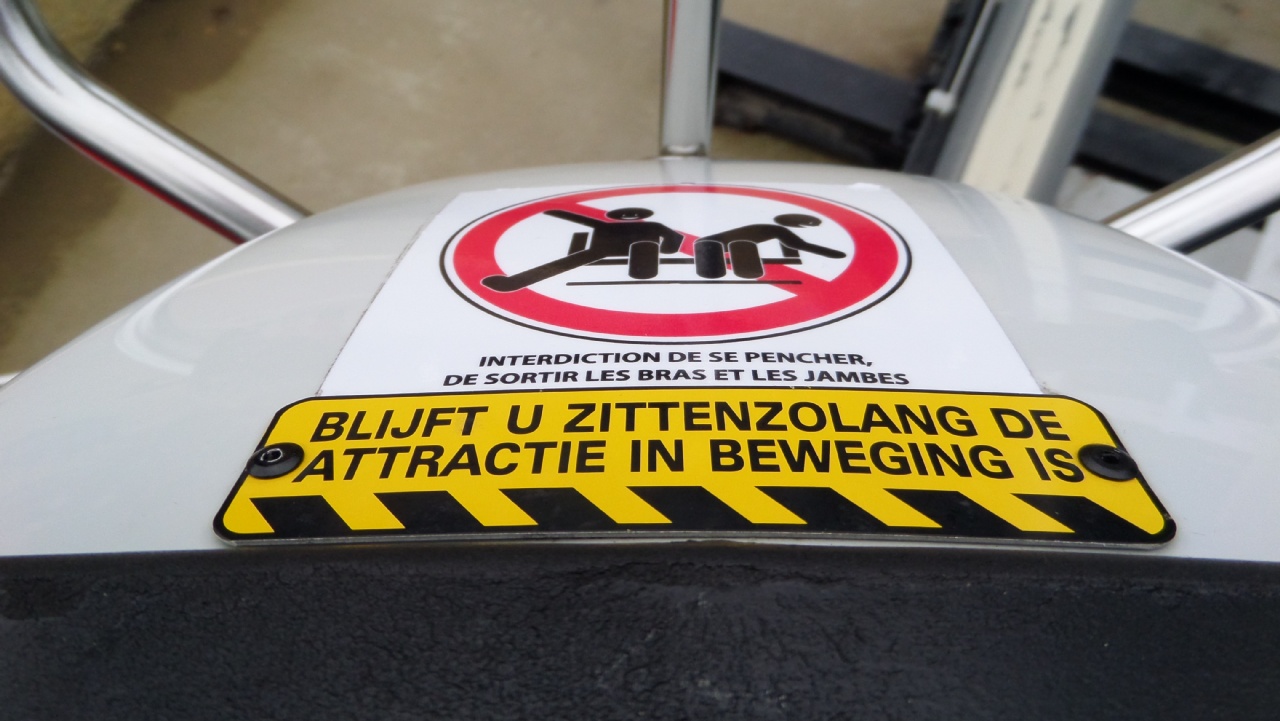 INTERDICTION DE SE PENCHER,
DE SORTIR LES BRAS ET LES JAMBES
BLIJFT U ZITTENZOLANG DE
ATTRACTIE IN BEWEGING IS